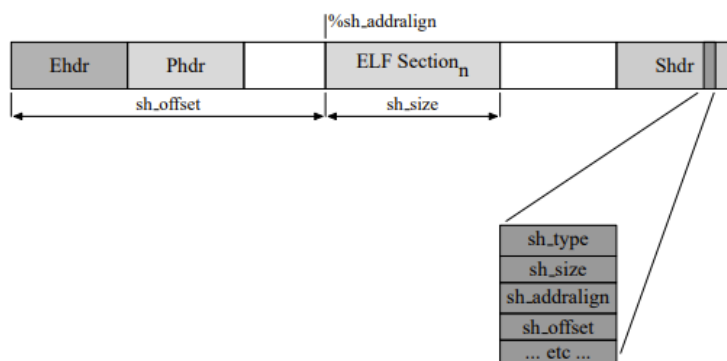 %sh_addralign
Ehdr
Phdr
ELF Section_n
Shdr
sh_offset
sh_size
sh_type
sh_size
sh_addralign
sh_offset
... etc ...